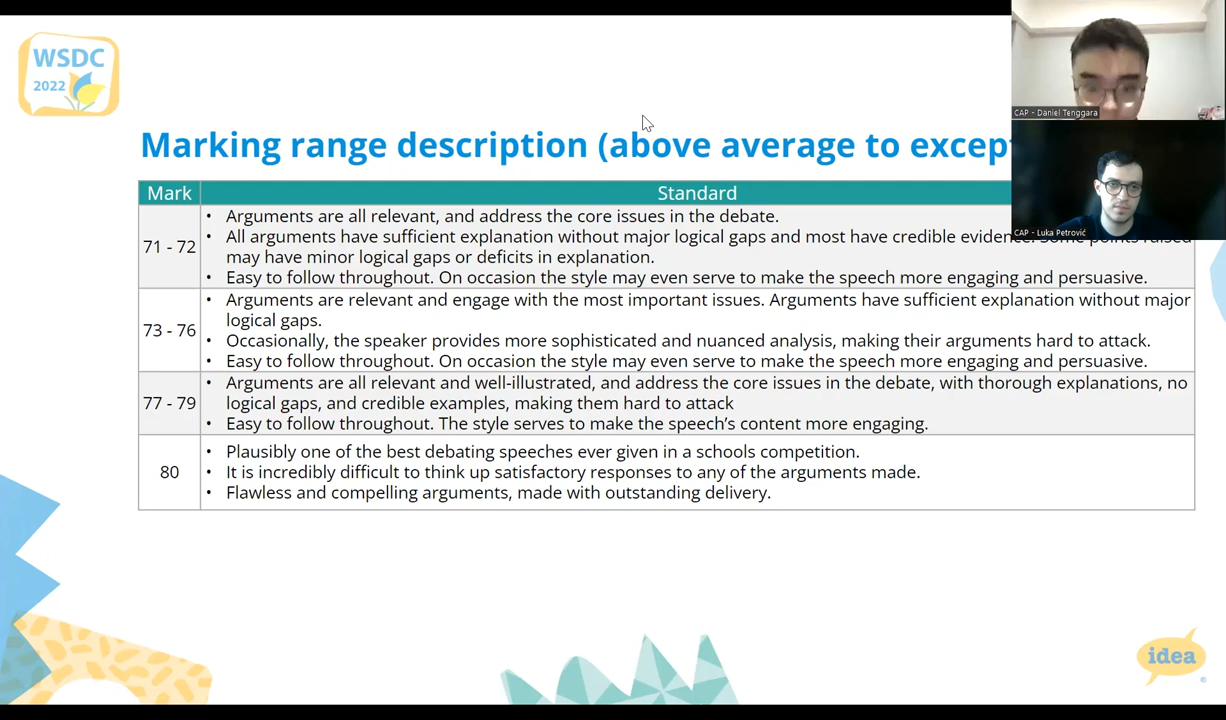 WSDC
2022
CAP - Daniel Tenggara
Marking range description (above average to excep
CAP - Luka Petrović
Mark Standard
71 - 72
• Arguments are all relevant, and address the core issues in the debate.
• All arguments have sufficient explanation without major logical gaps and most have credible evidence. Some points raised
may have minor logical gaps or deficits in explanation.
• Easy to follow throughout. On occasion the style may even serve to make the speech more engaging and persuasive.
73 - 76
• Arguments are relevant and engage with the most important issues. Arguments have sufficient explanation without major
logical gaps.
• Occasionally, the speaker provides more sophisticated and nuanced analysis, making their arguments hard to attack.
• Easy to follow throughout. On occasion the style may even serve to make the speech more engaging and persuasive.
77 - 79
• Arguments are all relevant and well-illustrated, and address the core issues in the debate, with thorough explanations, no
logical gaps, and credible examples, making them hard to attack
• Easy to follow throughout. The style serves to make the speech’s content more engaging.
80
• Plausibly one of the best debating speeches ever given in a schools competition.
• It is incredibly difficult to think up satisfactory responses to any of the arguments made.
• Flawless and compelling arguments, made with outstanding delivery.
idea
®